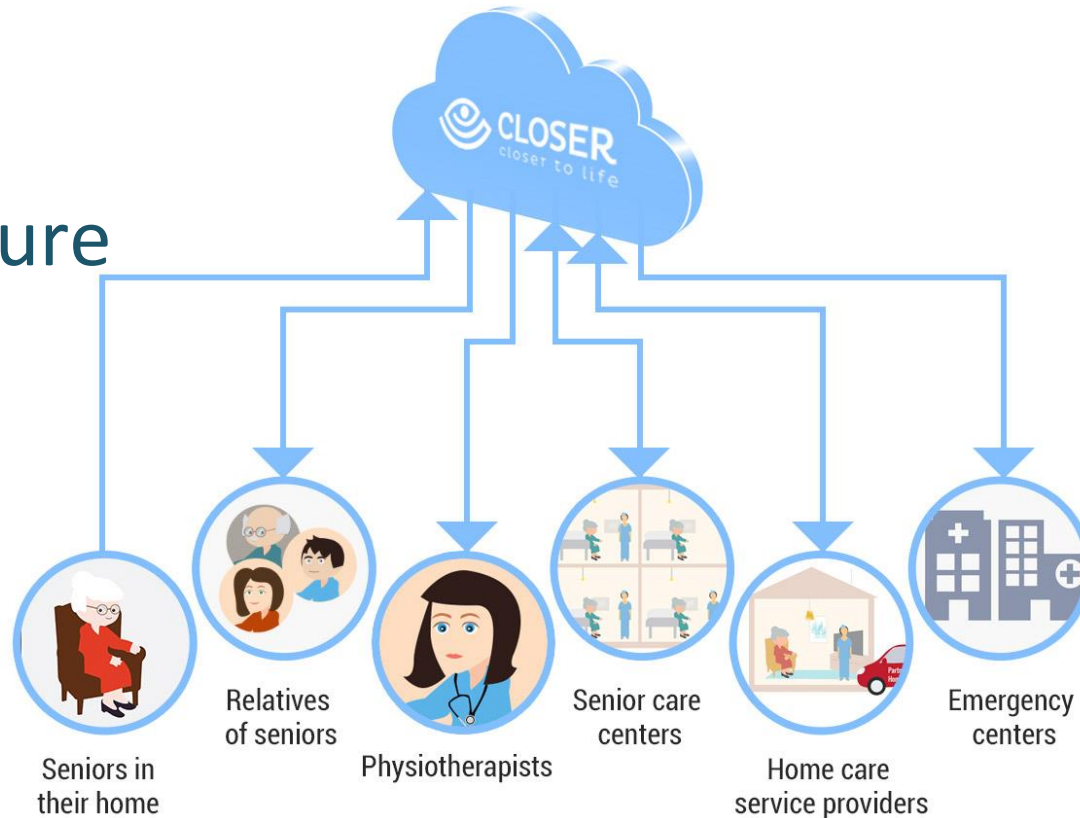 CLOSER
closer to life
ure
Relatives
of seniors
Senior care
centers
Emergency
centers
Physiotherapists
Seniors in
their home
Home care
service providers